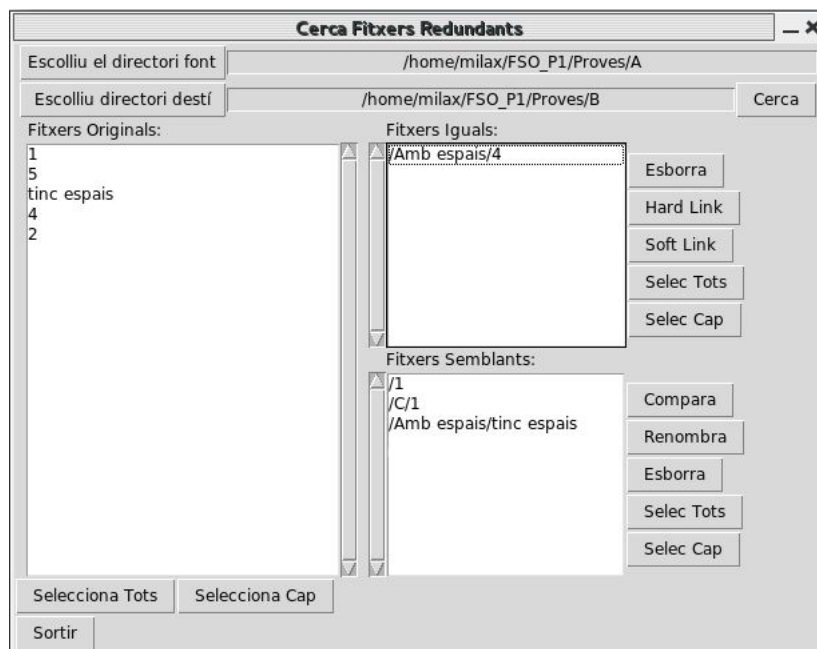 Cerca Fitxers Redundants
Escolliu el directori font
/home/milax/FSO_P1/Proves/A
Escolliu directori destí
/home/milax/FSO_P1/Proves/B
Cerca
Fitxers Originals:
1
5
tinc espais
4
2
Fitxers Iguals:
/Amb espais/4
Esborra
Hard Link
Soft Link
Selec Tots
Selec Cap
Fitxers Semblants:
/1
/C/1
/Amb espais/tinc espais
Compara
Renombra
Esborra
Selec Tots
Selec Cap
Selecciona Tots
Selecciona Cap
Sortir